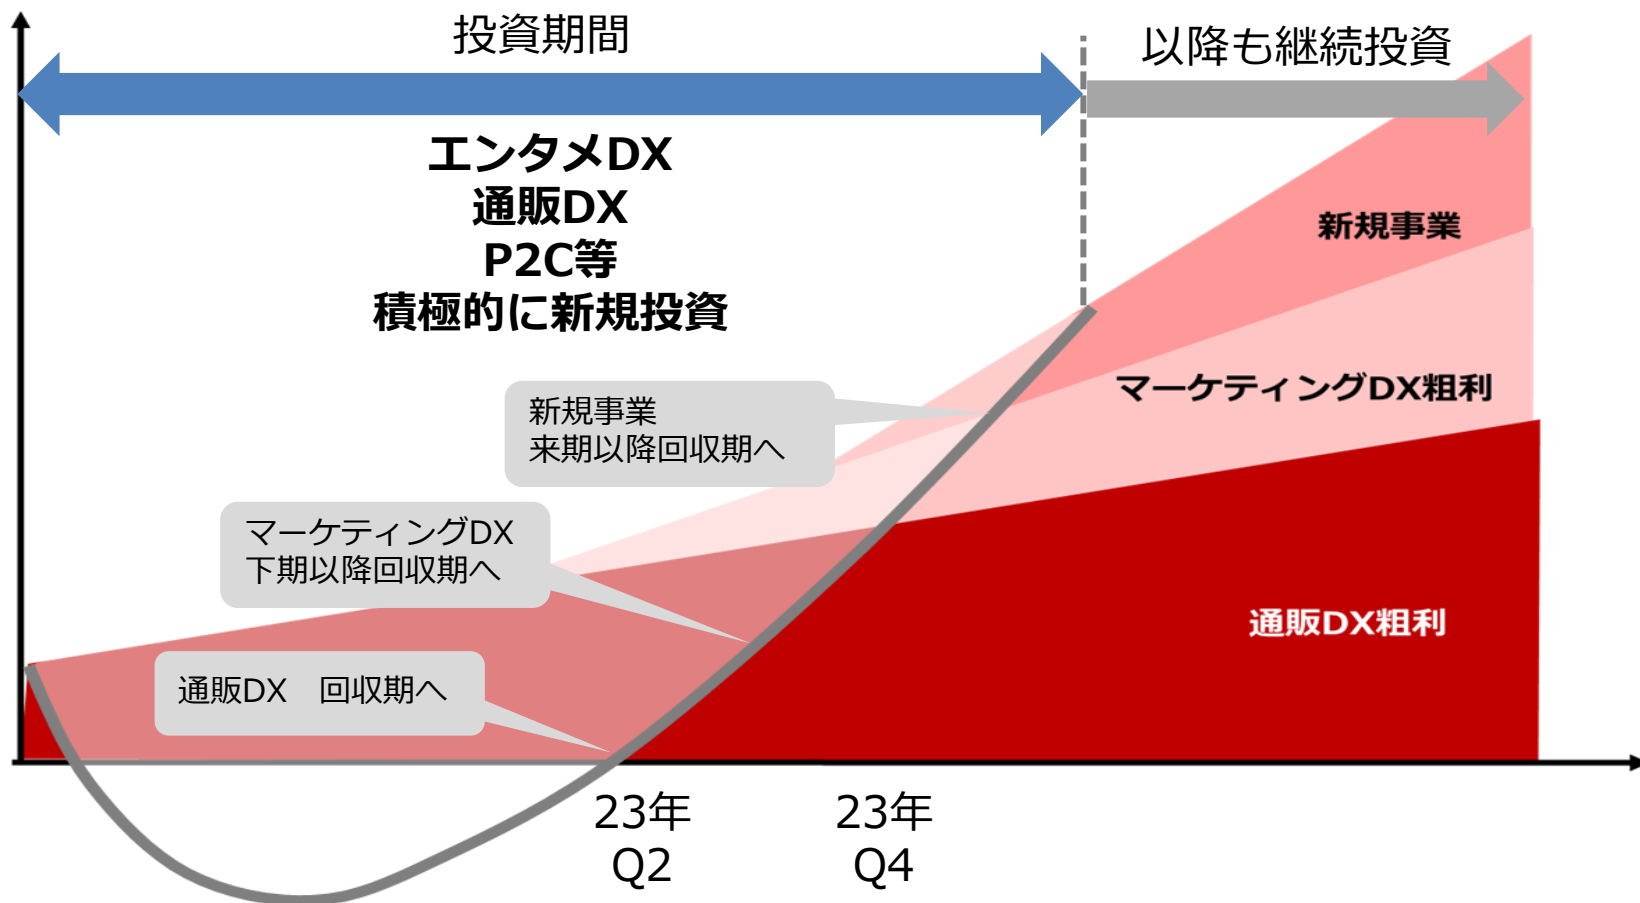 投資期間
以降も継続投資
エンタメDX
通販DX
P2C等
積極的に新規投資
新規事業
マーケティングDX粗利
新規事業
来期以降回収期へ
マーケティングDX
下期以降回収期へ
通販DX粗利
通販DX　回収期へ
23年
Q2
23年
Q4